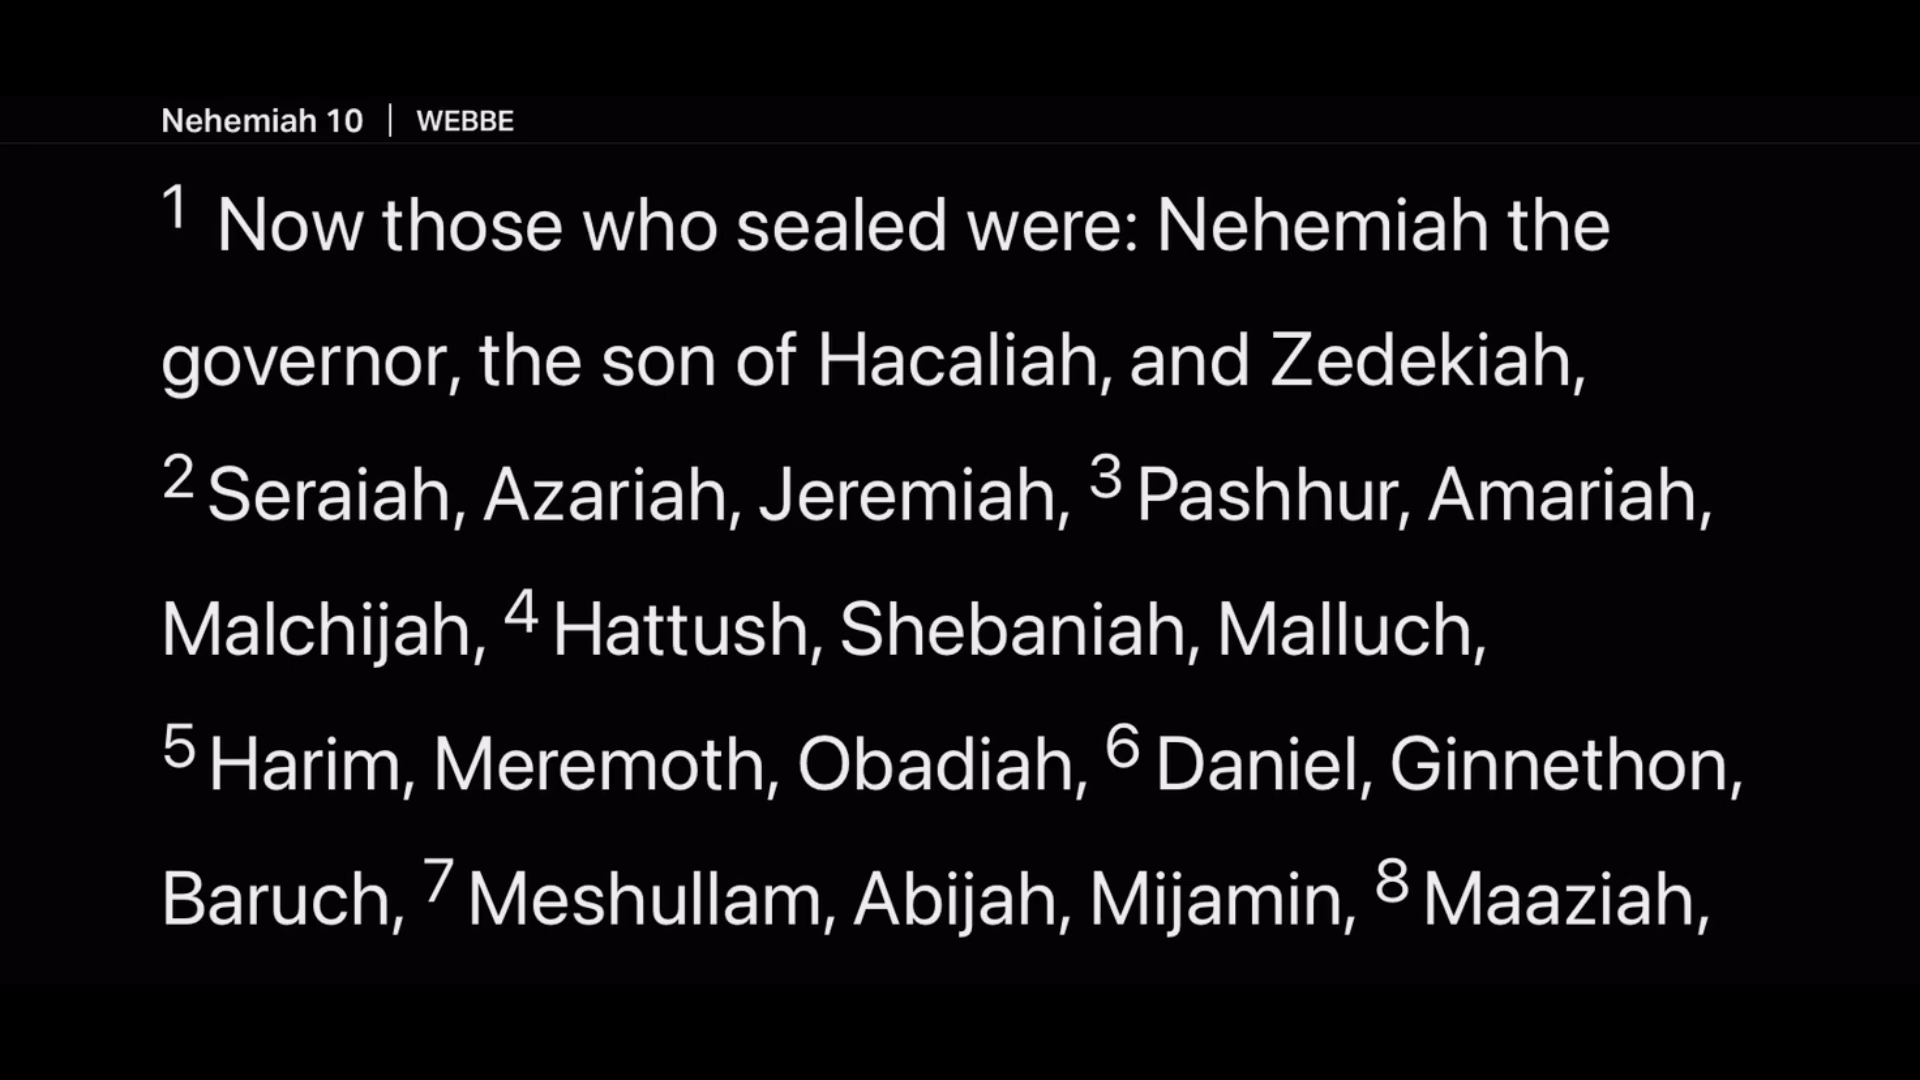 Nehemiah 10 | WEBBE
1 Now those who sealed were: Nehemiah the
governor, the son of Hacaliah, and Zedekiah,
2 Seraiah, Azariah, Jeremiah, 3 Pashhur, Amariah,
Malchijah, 4 Hattush, Shebaniah, Malluch,
5 Harim, Meremoth, Obadiah, 6 Daniel, Ginnethon,
Baruch, 7 Meshullam, Abijah, Mijamin, 8 Maaziah,